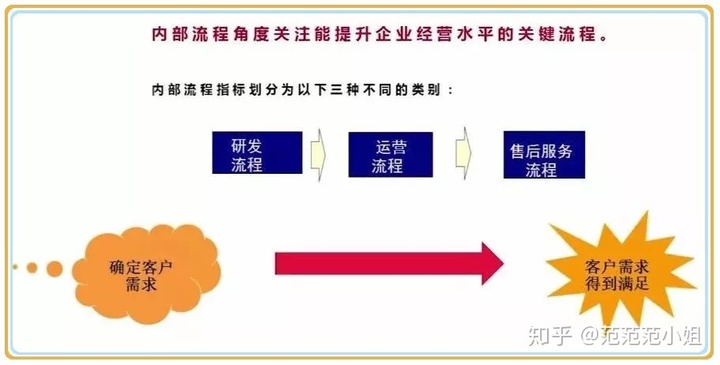 内部流程角度关注能提升企业经营水平的关键流程。
内部流程指标划分为以下三种不同的类别：
研发
流程
运营
流程
售后服务
流程
确定客户
需求
客户需求
得到满足
知乎 @范范范小姐